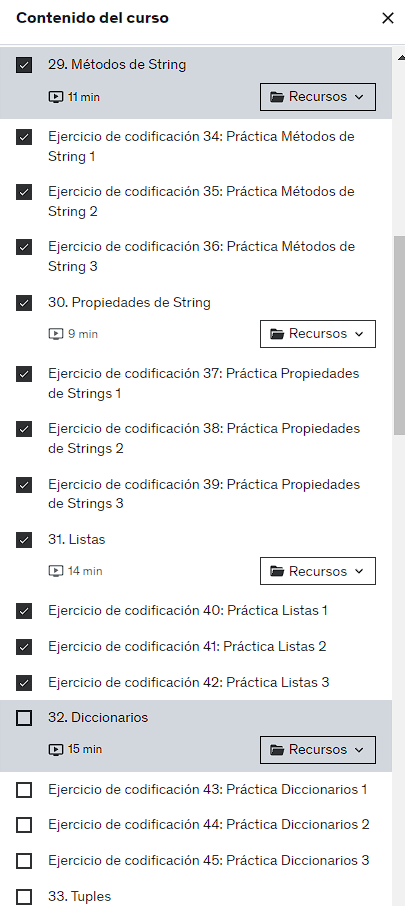 Contenido del curso
29. Métodos de String
11 min
Recursos
Ejercicio de codificación 34: Práctica Métodos de
String 1
Ejercicio de codificación 35: Práctica Métodos de
String 2
Ejercicio de codificación 36: Práctica Métodos de
String 3
30. Propiedades de String
9 min
Recursos
Ejercicio de codificación 37: Práctica Propiedades
de Strings 1
Ejercicio de codificación 38: Práctica Propiedades
de Strings 2
Ejercicio de codificación 39: Práctica Propiedades
de Strings 3
31. Listas
14 min
Recursos
Ejercicio de codificación 40: Práctica Listas 1
Ejercicio de codificación 41: Práctica Listas 2
Ejercicio de codificación 42: Práctica Listas 3
32. Diccionarios
15 min
Recursos
Ejercicio de codificación 43: Práctica Diccionarios 1
Ejercicio de codificación 44: Práctica Diccionarios 2
Ejercicio de codificación 45: Práctica Diccionarios 3
33. Tuples